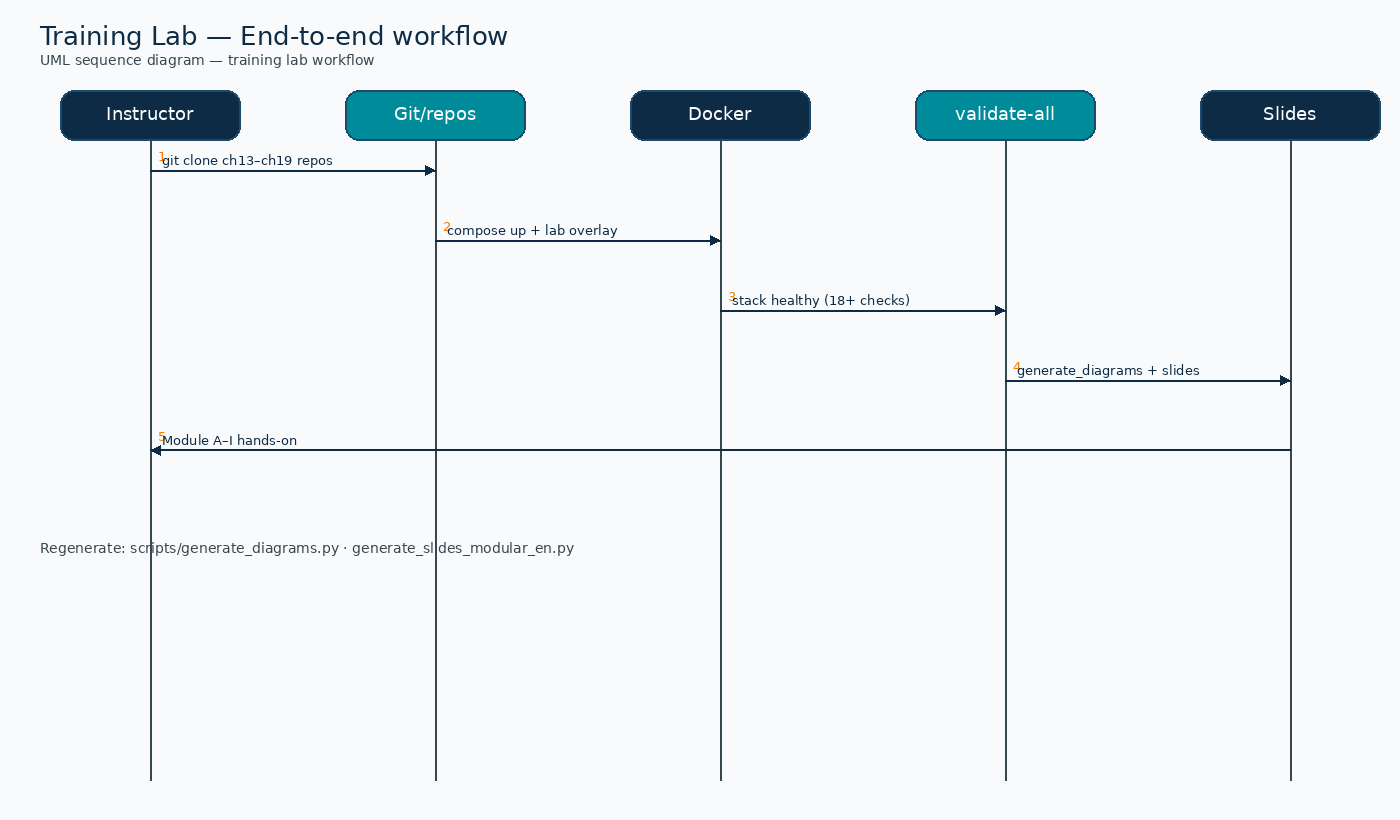 Training Lab — End-to-end workflow
UML sequence diagram — training lab workflow
Instructor
Git/repos
Docker
validate-all
Slides
1 git clone ch13–ch19 repos
2 compose up + lab overlay
3 stack healthy (18+ checks)
4 generate_diagrams + slides
5 Module A–I hands-on
Regenerate: scripts/generate_diagrams.py · generate_slides_modular_en.py